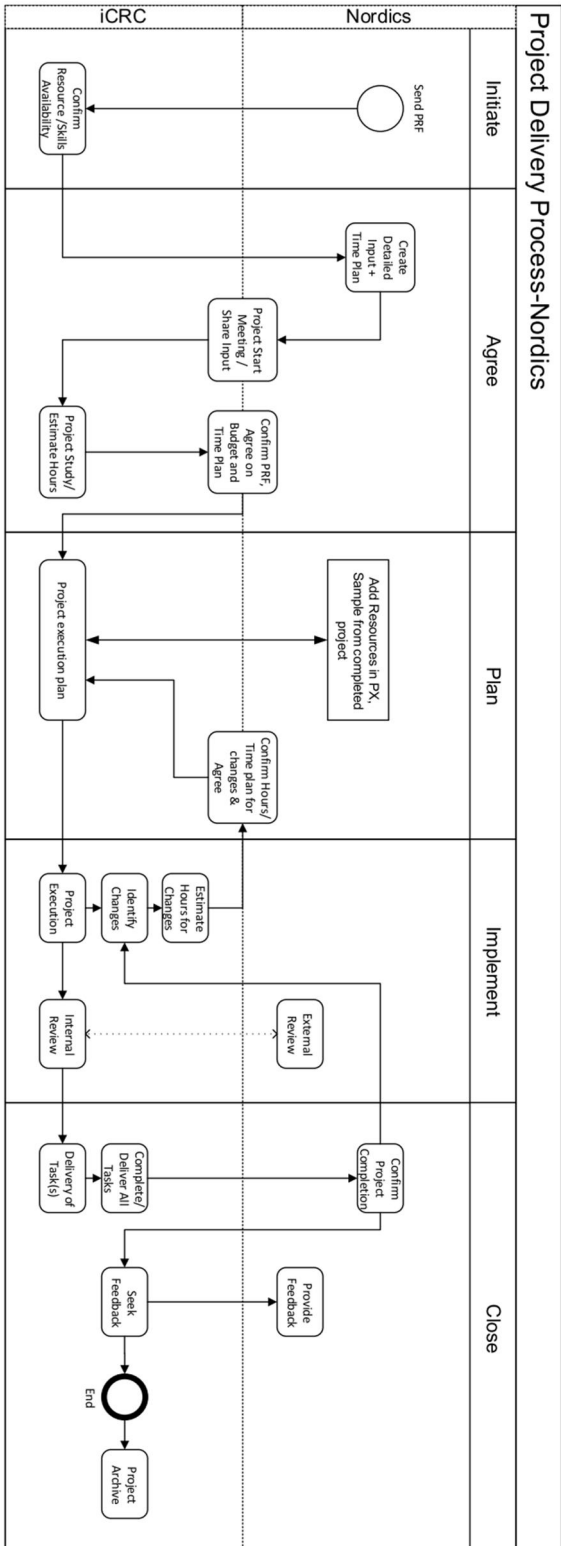 Project Delivery Process-Nordics
Initiate
Agree
Plan
Implement
Close
Nordics
iCRC
Send PRF
Confirm
Resource /Skills
Availability
Create
Detailed
Input +
Time Plan
Project Start
Meeting /
Share Input
Project Study/
Estimate Hours
Confirm PRF,
Agree on
Budget and
Time Plan
Add Resources in PX,
Sample from completed
project
Project execution plan
Confirm Hours/
Time plan for
changes &
Agree
Estimate
Hours for
Changes
Identify
Changes
Project
Execution
External
Review
Internal
Review
Confirm
Project
Completion
Complete/
Deliver All
Tasks
Delivery of
Task(s)
Provide
Feedback
Seek
Feedback
End
Project
Archive